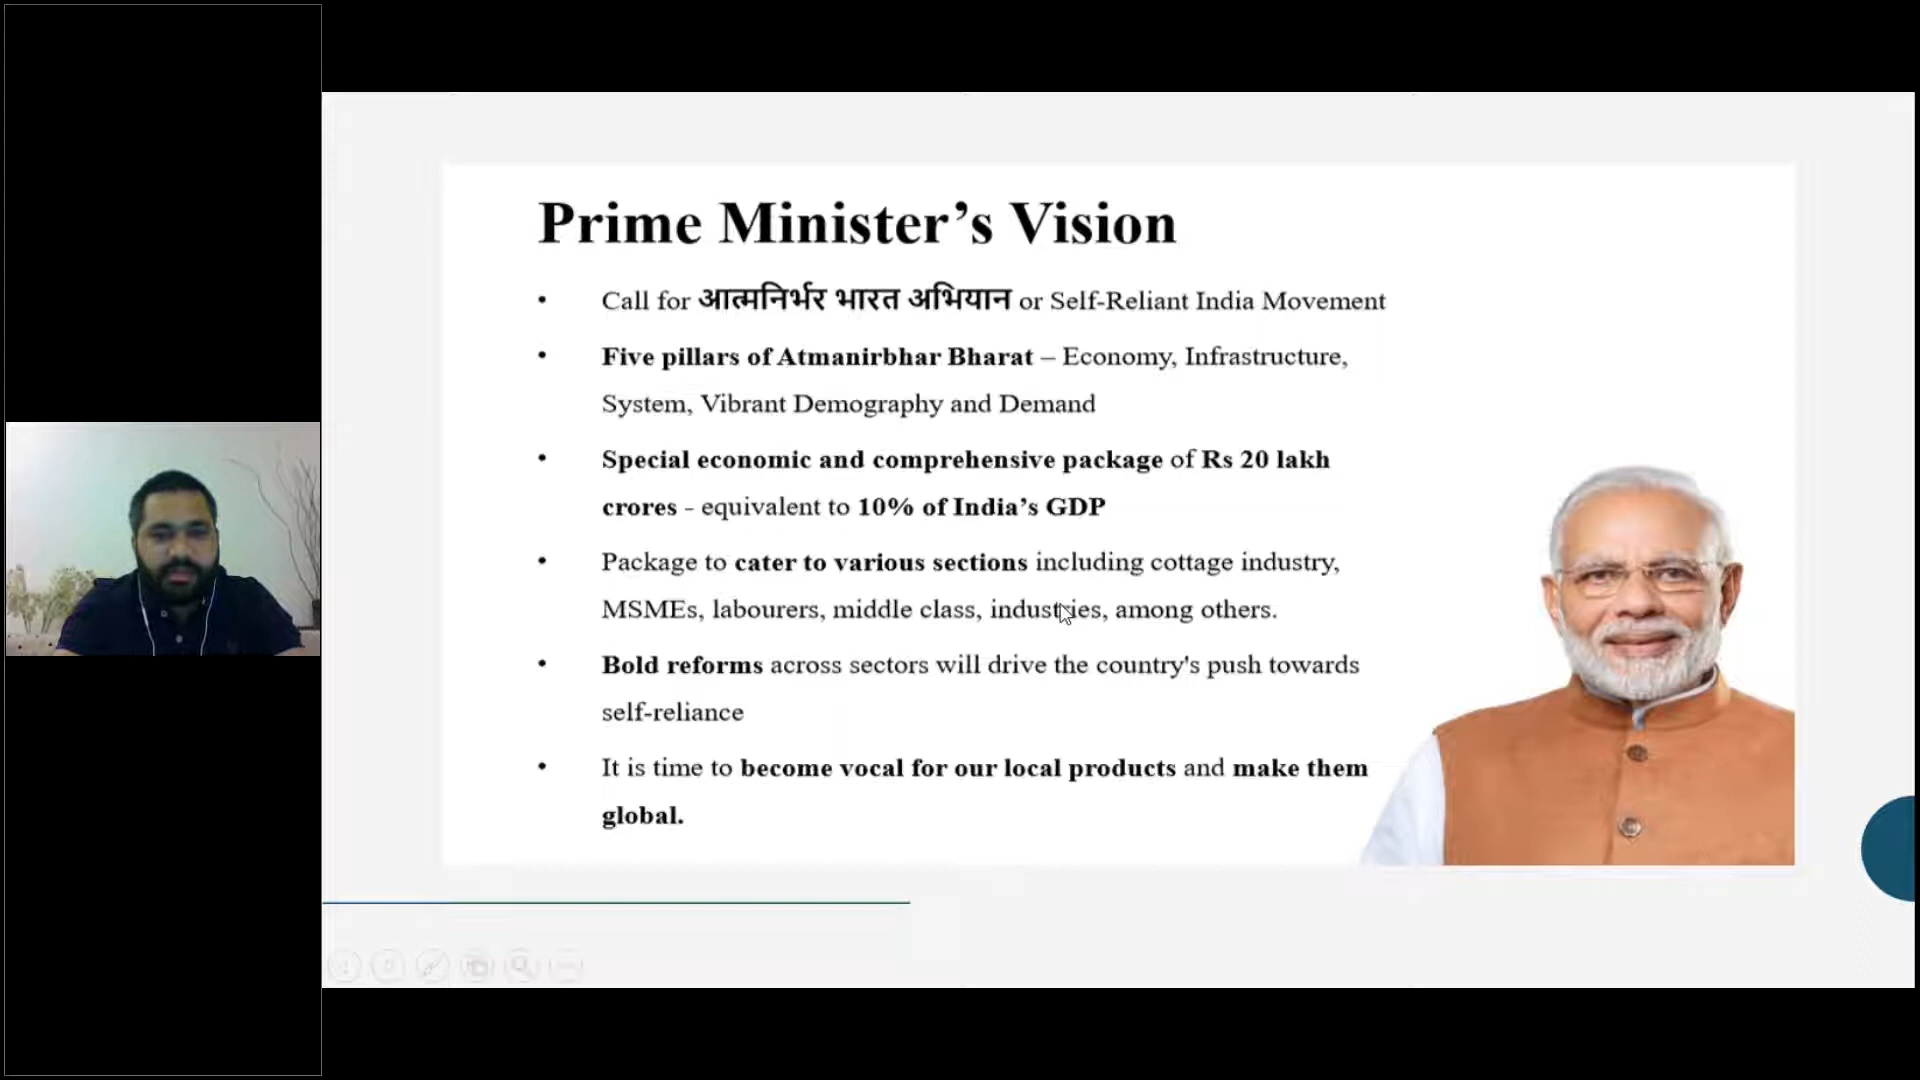 Prime Minister’s Vision
• Call for आत्मनिर्भर भारत अभियान or Self-Reliant India Movement
• Five pillars of Atmanirbhar Bharat – Economy, Infrastructure,
System, Vibrant Demography and Demand
• Special economic and comprehensive package of Rs 20 lakh
crores - equivalent to 10% of India’s GDP
• Package to cater to various sections including cottage industry,
MSMEs, labourers, middle class, industries, among others.
• Bold reforms across sectors will drive the country's push towards
self-reliance
• It is time to become vocal for our local products and make them
global.